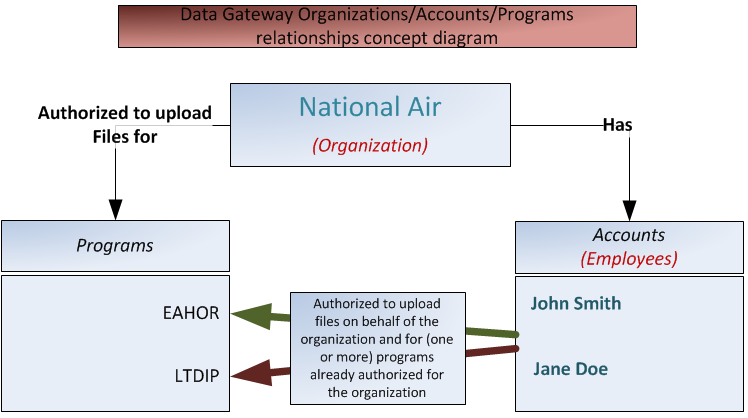 Data Gateway Organizations/Accounts/Programs
relationships concept diagram
National Air
(Organization)
Authorized to upload
Files for
Has
Programs
Accounts
(Employees)
EAHOR
LTDIP
Authorized to upload
files on behalf of the
organization and for (one
or more) programs
already authorized for
the organization
John Smith
Jane Doe